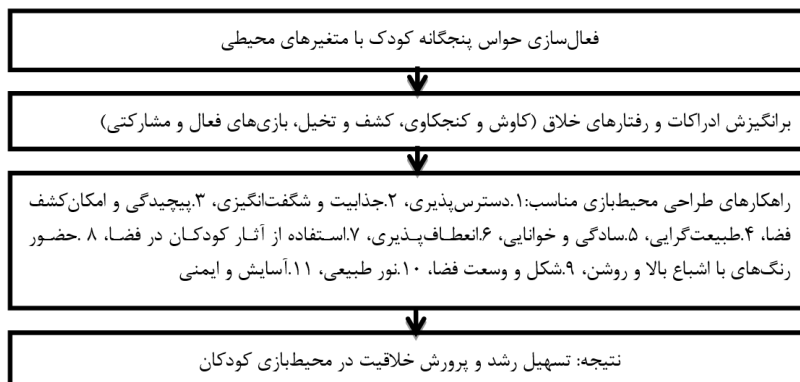 فعال‌سازی حواس پنجگانه کودک با متغیرهای محیطی
برانگیزش ادراکات و رفتارهای خلاق (کاوش و کنجکاوی، کشف و تخیل، بازی‌های فعال و مشارکتی)
راهکارهای طراحی محیط‌بازی مناسب:۱.دسترس‌پذیری، ۲.جذابیت و شگفت‌انگیزی، ۳.پیچیدگی و امکان‌کشف
فضا، ۴.طبیعت‌گرایی، ۵.سادگی و خوانایی، ۶.انعطاف‌پذیری، ۷.استفاده از آثار کودکان در فضا، ۸ .حضور
رنگ‌های با اشباع بالا و روشن، ۹.شکل و وسعت فضا، ۱۰.نور طبیعی، ۱۱.آسایش و ایمنی
نتیجه: تسهیل رشد و پرورش خلاقیت در محیط‌بازی کودکان